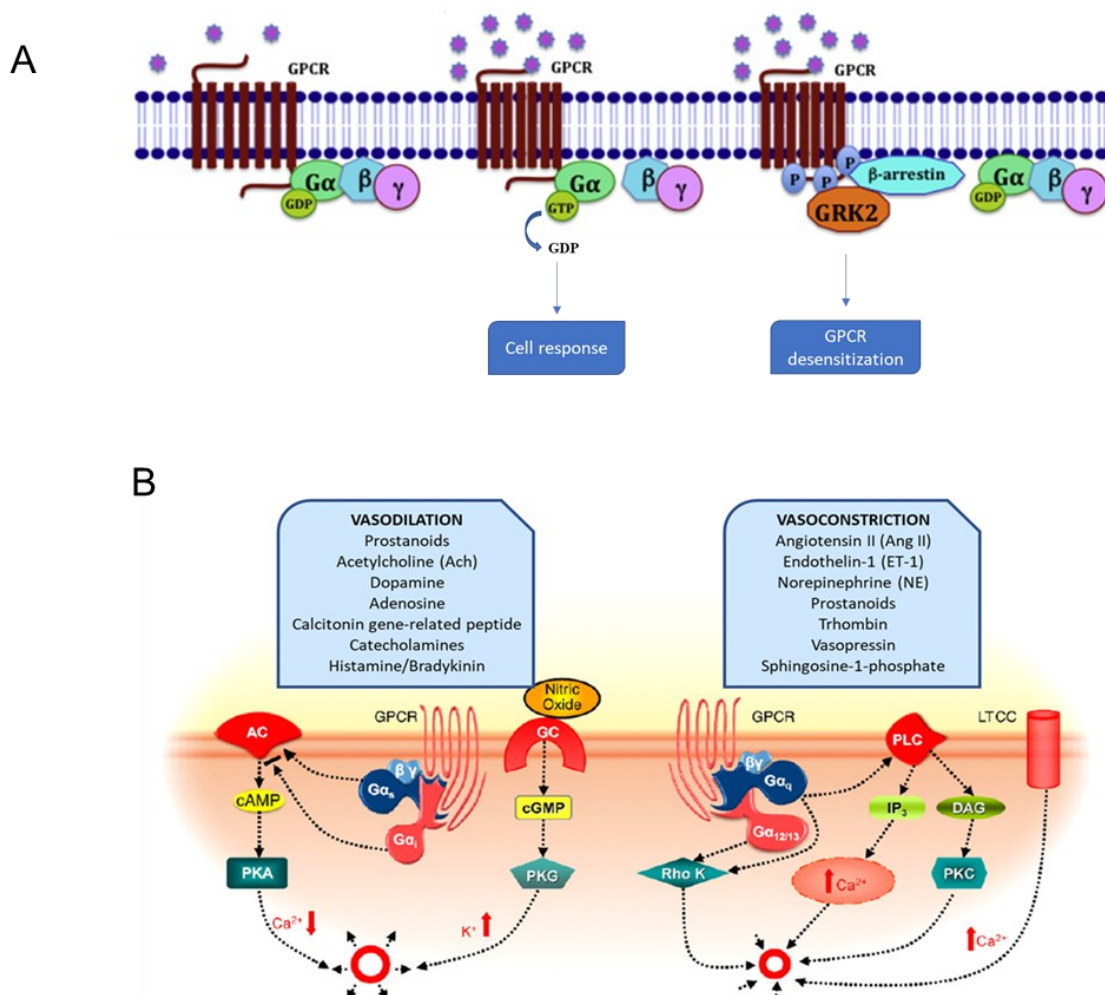 A
GPCR
GPCR
GPCR
Gα
β
γ
GDP
Gα
β
γ
GTP
GDP
P
P
P
β-arrestin
GRK2
Gα
β
γ
GDP
Cell response
GPCR
desensitization
B
VASODILATION
Prostanoids
Acetylcholine (Ach)
Dopamine
Adenosine
Calcitonin gene-related peptide
Catecholamines
Histamine/Bradykinin
VASOCONSTRICTION
Angiotensin II (Ang II)
Endothelin-1 (ET-1)
Norepinephrine (NE)
Prostanoids
Trhombin
Vasopressin
Sphingosine-1-phosphate
Nitric
Oxide
GPCR
GPCR
LTCC
AC
GC
PLC
βγ
Gαs
Gαi
βγ
Gαq
Gα12/13
cAMP
cGMP
IP3
DAG
PKA
PKG
Rho K
Ca2+
PKC
Ca2+
K+
Ca2+